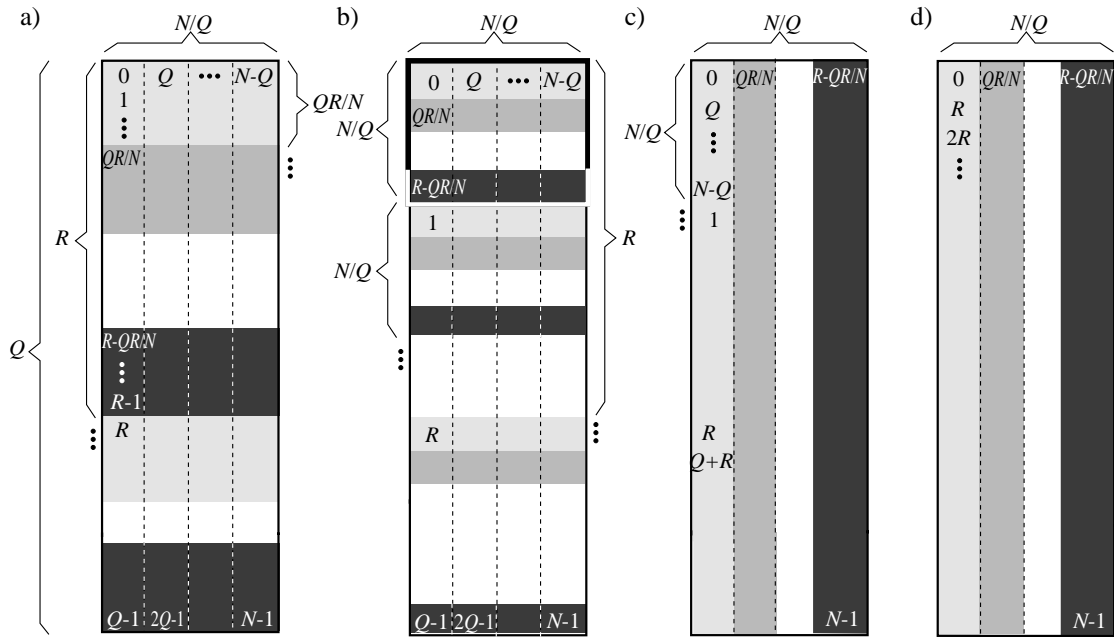 a)
N/Q
0 Q ••• N-Q
1
QR/N
QR/N
R
Q
R-QR/N
R-1
R
Q-1 2Q-1 N-1
b)
N/Q
0 Q ••• N-Q
N/Q
QR/N
R-QR/N
1
R
N/Q
R
Q-1 2Q-1 N-1
c)
N/Q
0 QR/N R-QR/N
Q
N/Q
N-Q
1
R
Q+R
N-1
d)
N/Q
0 QR/N R-QR/N
R
2R
N-1